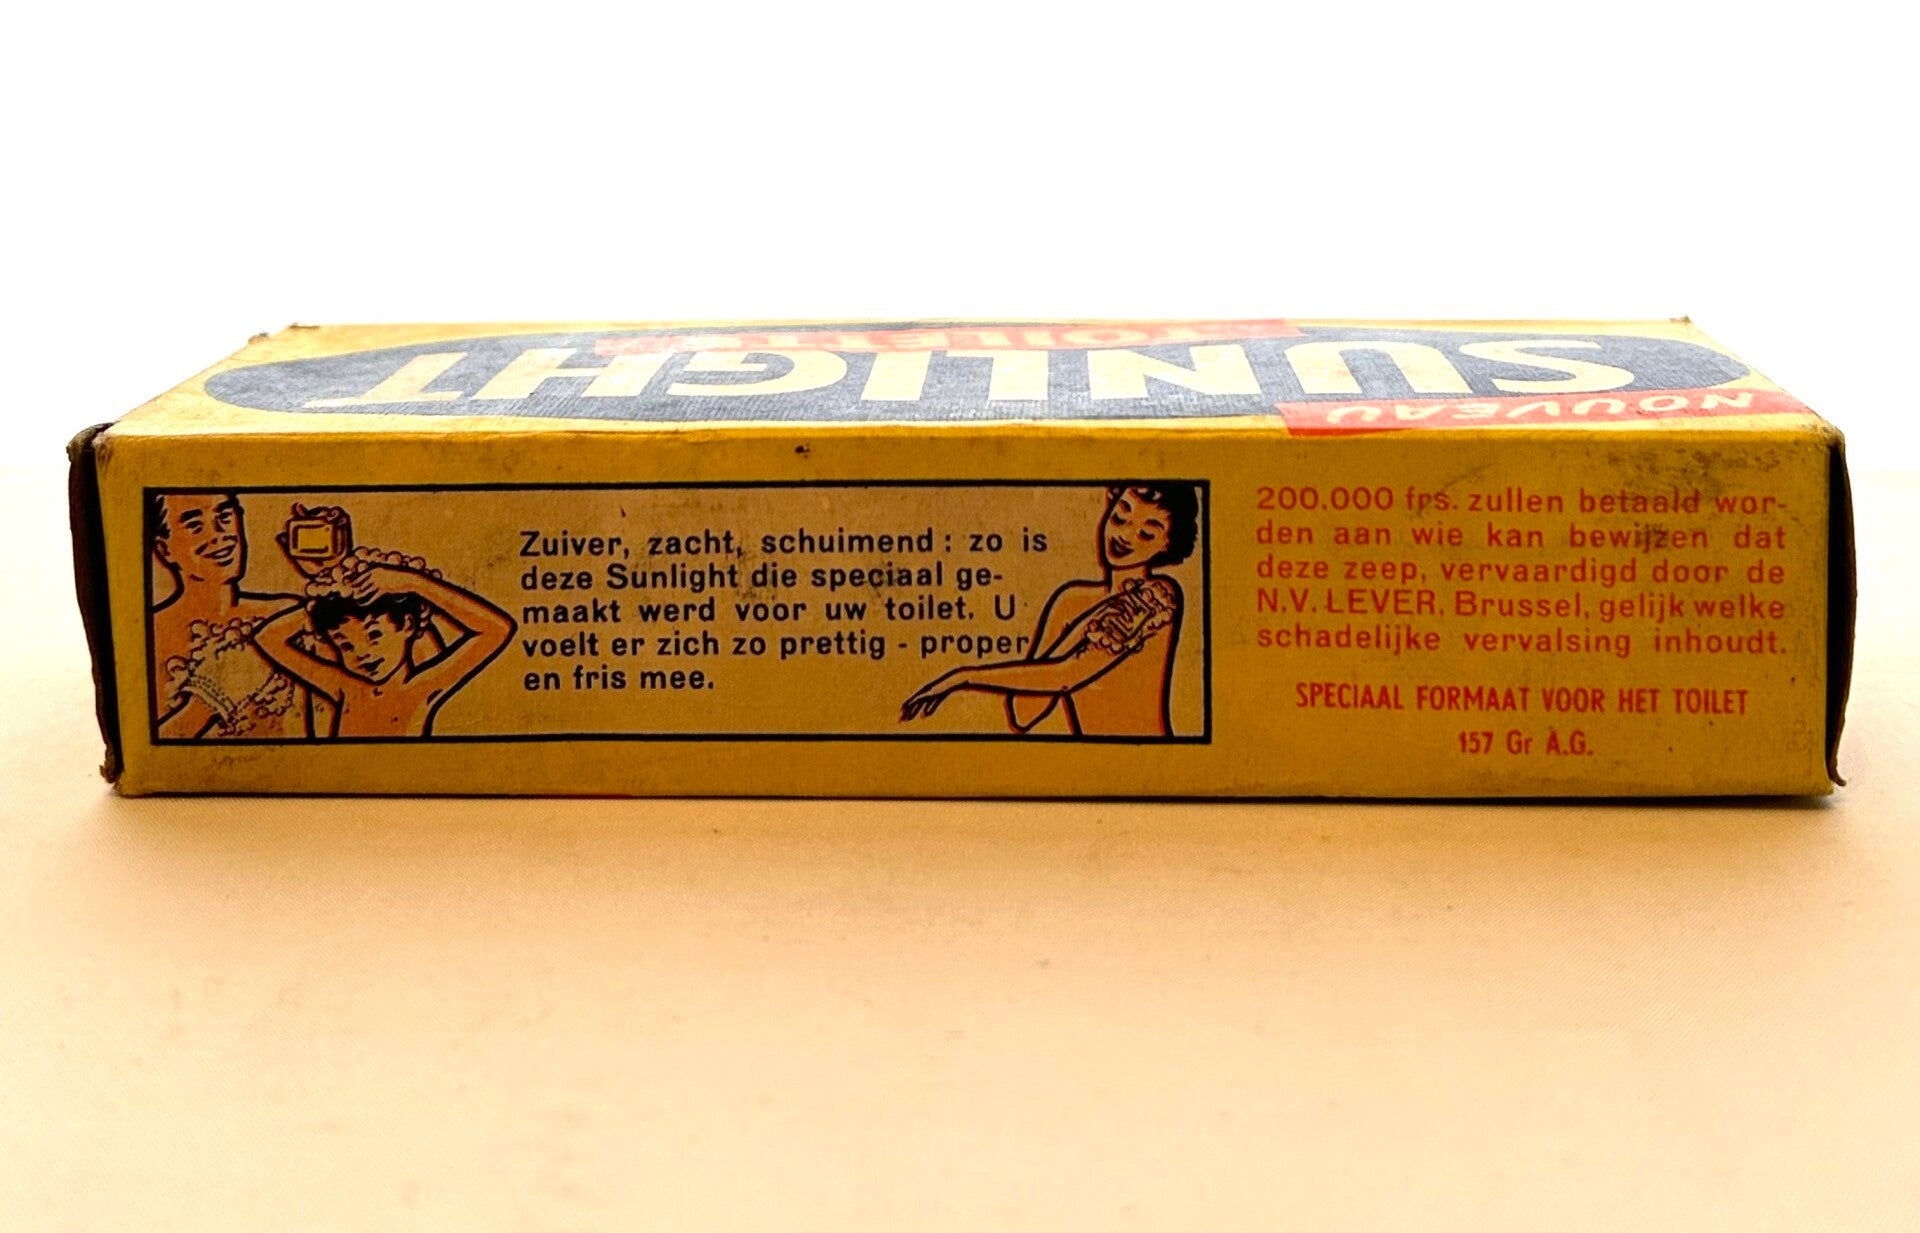 TOILETTE
SUNLIGHT
NOUVEAU
Zuiver, zacht, schuimend : zo is
deze Sunlight die speciaal ge-
maakt werd voor uw toilet. U
voelt er zich zo prettig - proper
en fris mee.
200.000 frs. zullen betaald wor-
den aan wie kan bewijzen dat
deze zeep, vervaardigd door de
N.V. LEVER, Brussel, gelijk welke
schadelijke vervalsing inhoudt.
SPECIAAL FORMAAT VOOR HET TOILET
157 Gr A.G.